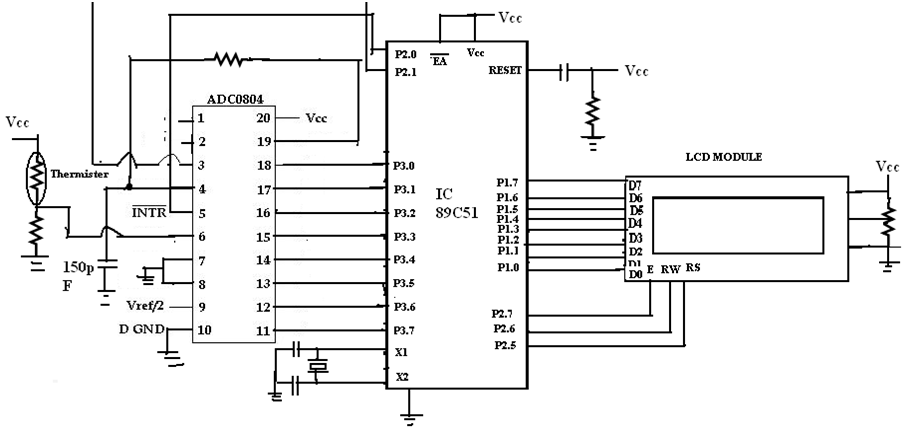 Vcc
P2.0
EA
Vcc
P2.1
RESET
Vcc
ADC0804
1
20
Vcc
Vcc
2
19
LCD MODULE
Thermister
3
18
P3.0
4
17
P3.1
IC
89C51
P1.7
D7
Vcc
P1.6
D6
INTR
5
16
P3.2
P1.5
D5
P1.4
D4
6
15
P3.3
P1.3
D3
P1.2
D2
P1.1
D1
7
14
P3.4
P1.0
D0
E
RW
RS
150p
F
8
13
P3.5
Vref/2
9
12
P3.6
P2.7
D GND
10
11
P3.7
P2.6
P2.5
X1
X2